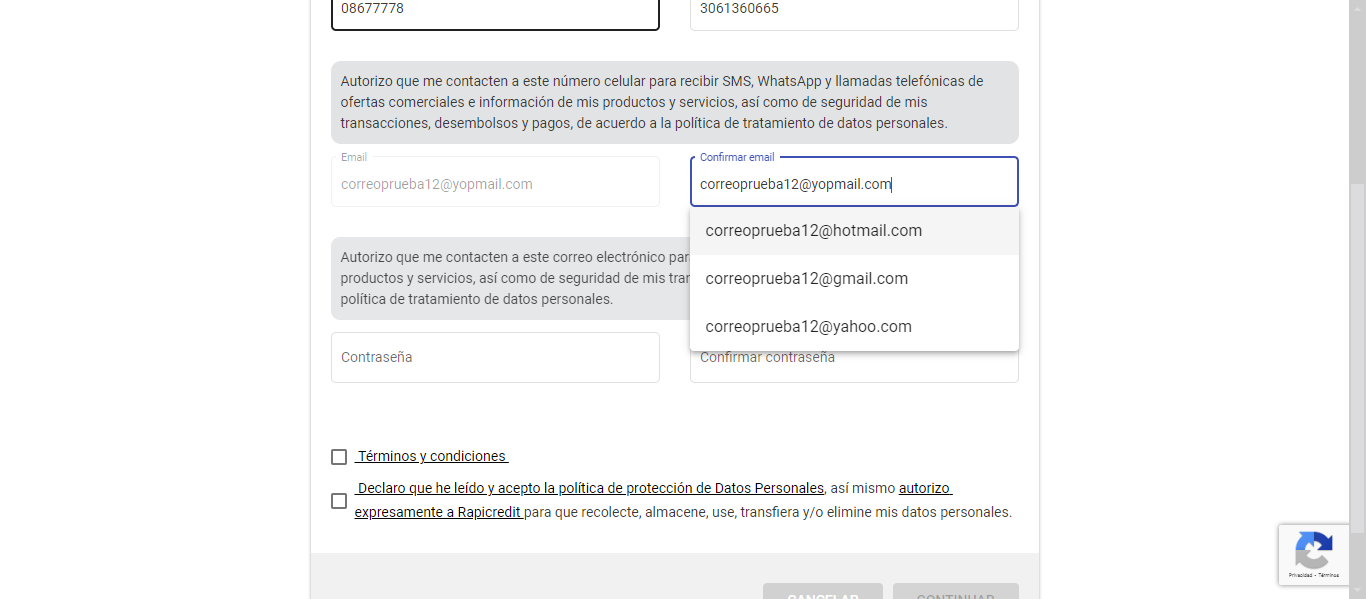 08677778
3061360665
Autorizo que me contacten a este número celular para recibir SMS, WhatsApp y llamadas telefónicas de
ofertas comerciales e información de mis productos y servicios, así como de seguridad de mis
transacciones, desembolsos y pagos, de acuerdo a la política de tratamiento de datos personales.
Email
correoprueba12@yopmail.com
Confirmar email
correoprueba12@yopmail.com
correoprueba12@hotmail.com
correoprueba12@gmail.com
correoprueba12@yahoo.com
Autorizo que me contacten a este correo electrónico
productos y servicios, así como de seguridad de mis
política de tratamiento de datos personales.
Contraseña
Confirmar contraseña
Términos y condiciones
Declaro que he leído y acepto la política de protección de Datos Personales, así mismo autorizo
expresamente a Rapicredit para que recolecte, almacene, use, transfiera y/o elimine mis datos personales.
Privacidad - Términos
CANCELAR
CONTINUAR